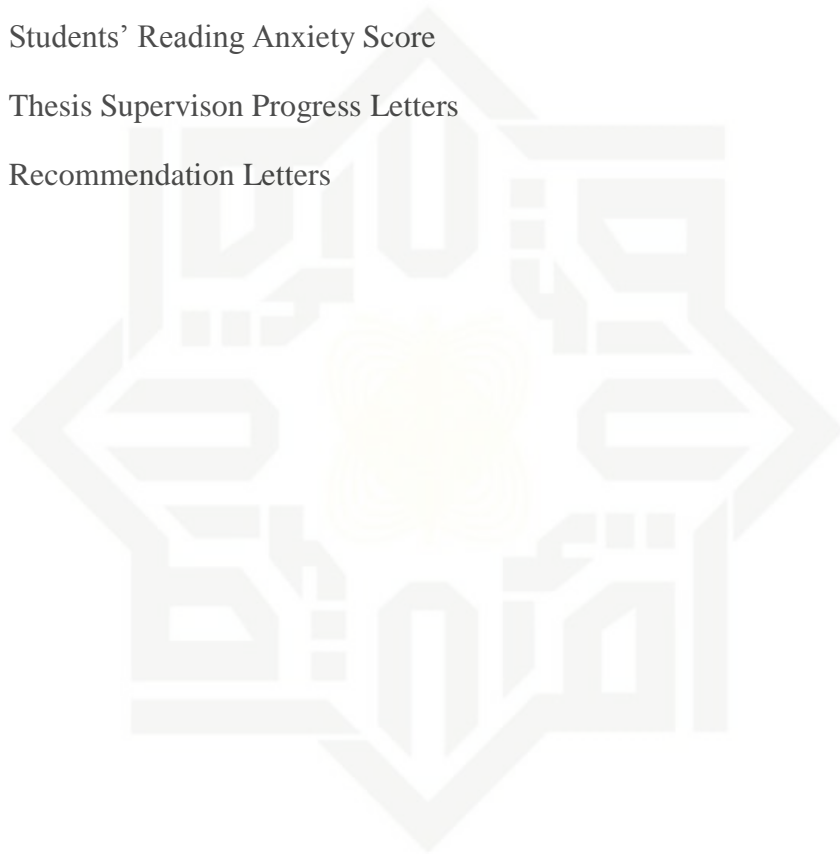 Students’ Reading Anxiety Score
Thesis Supervison Progress Letters
Recommendation Letters